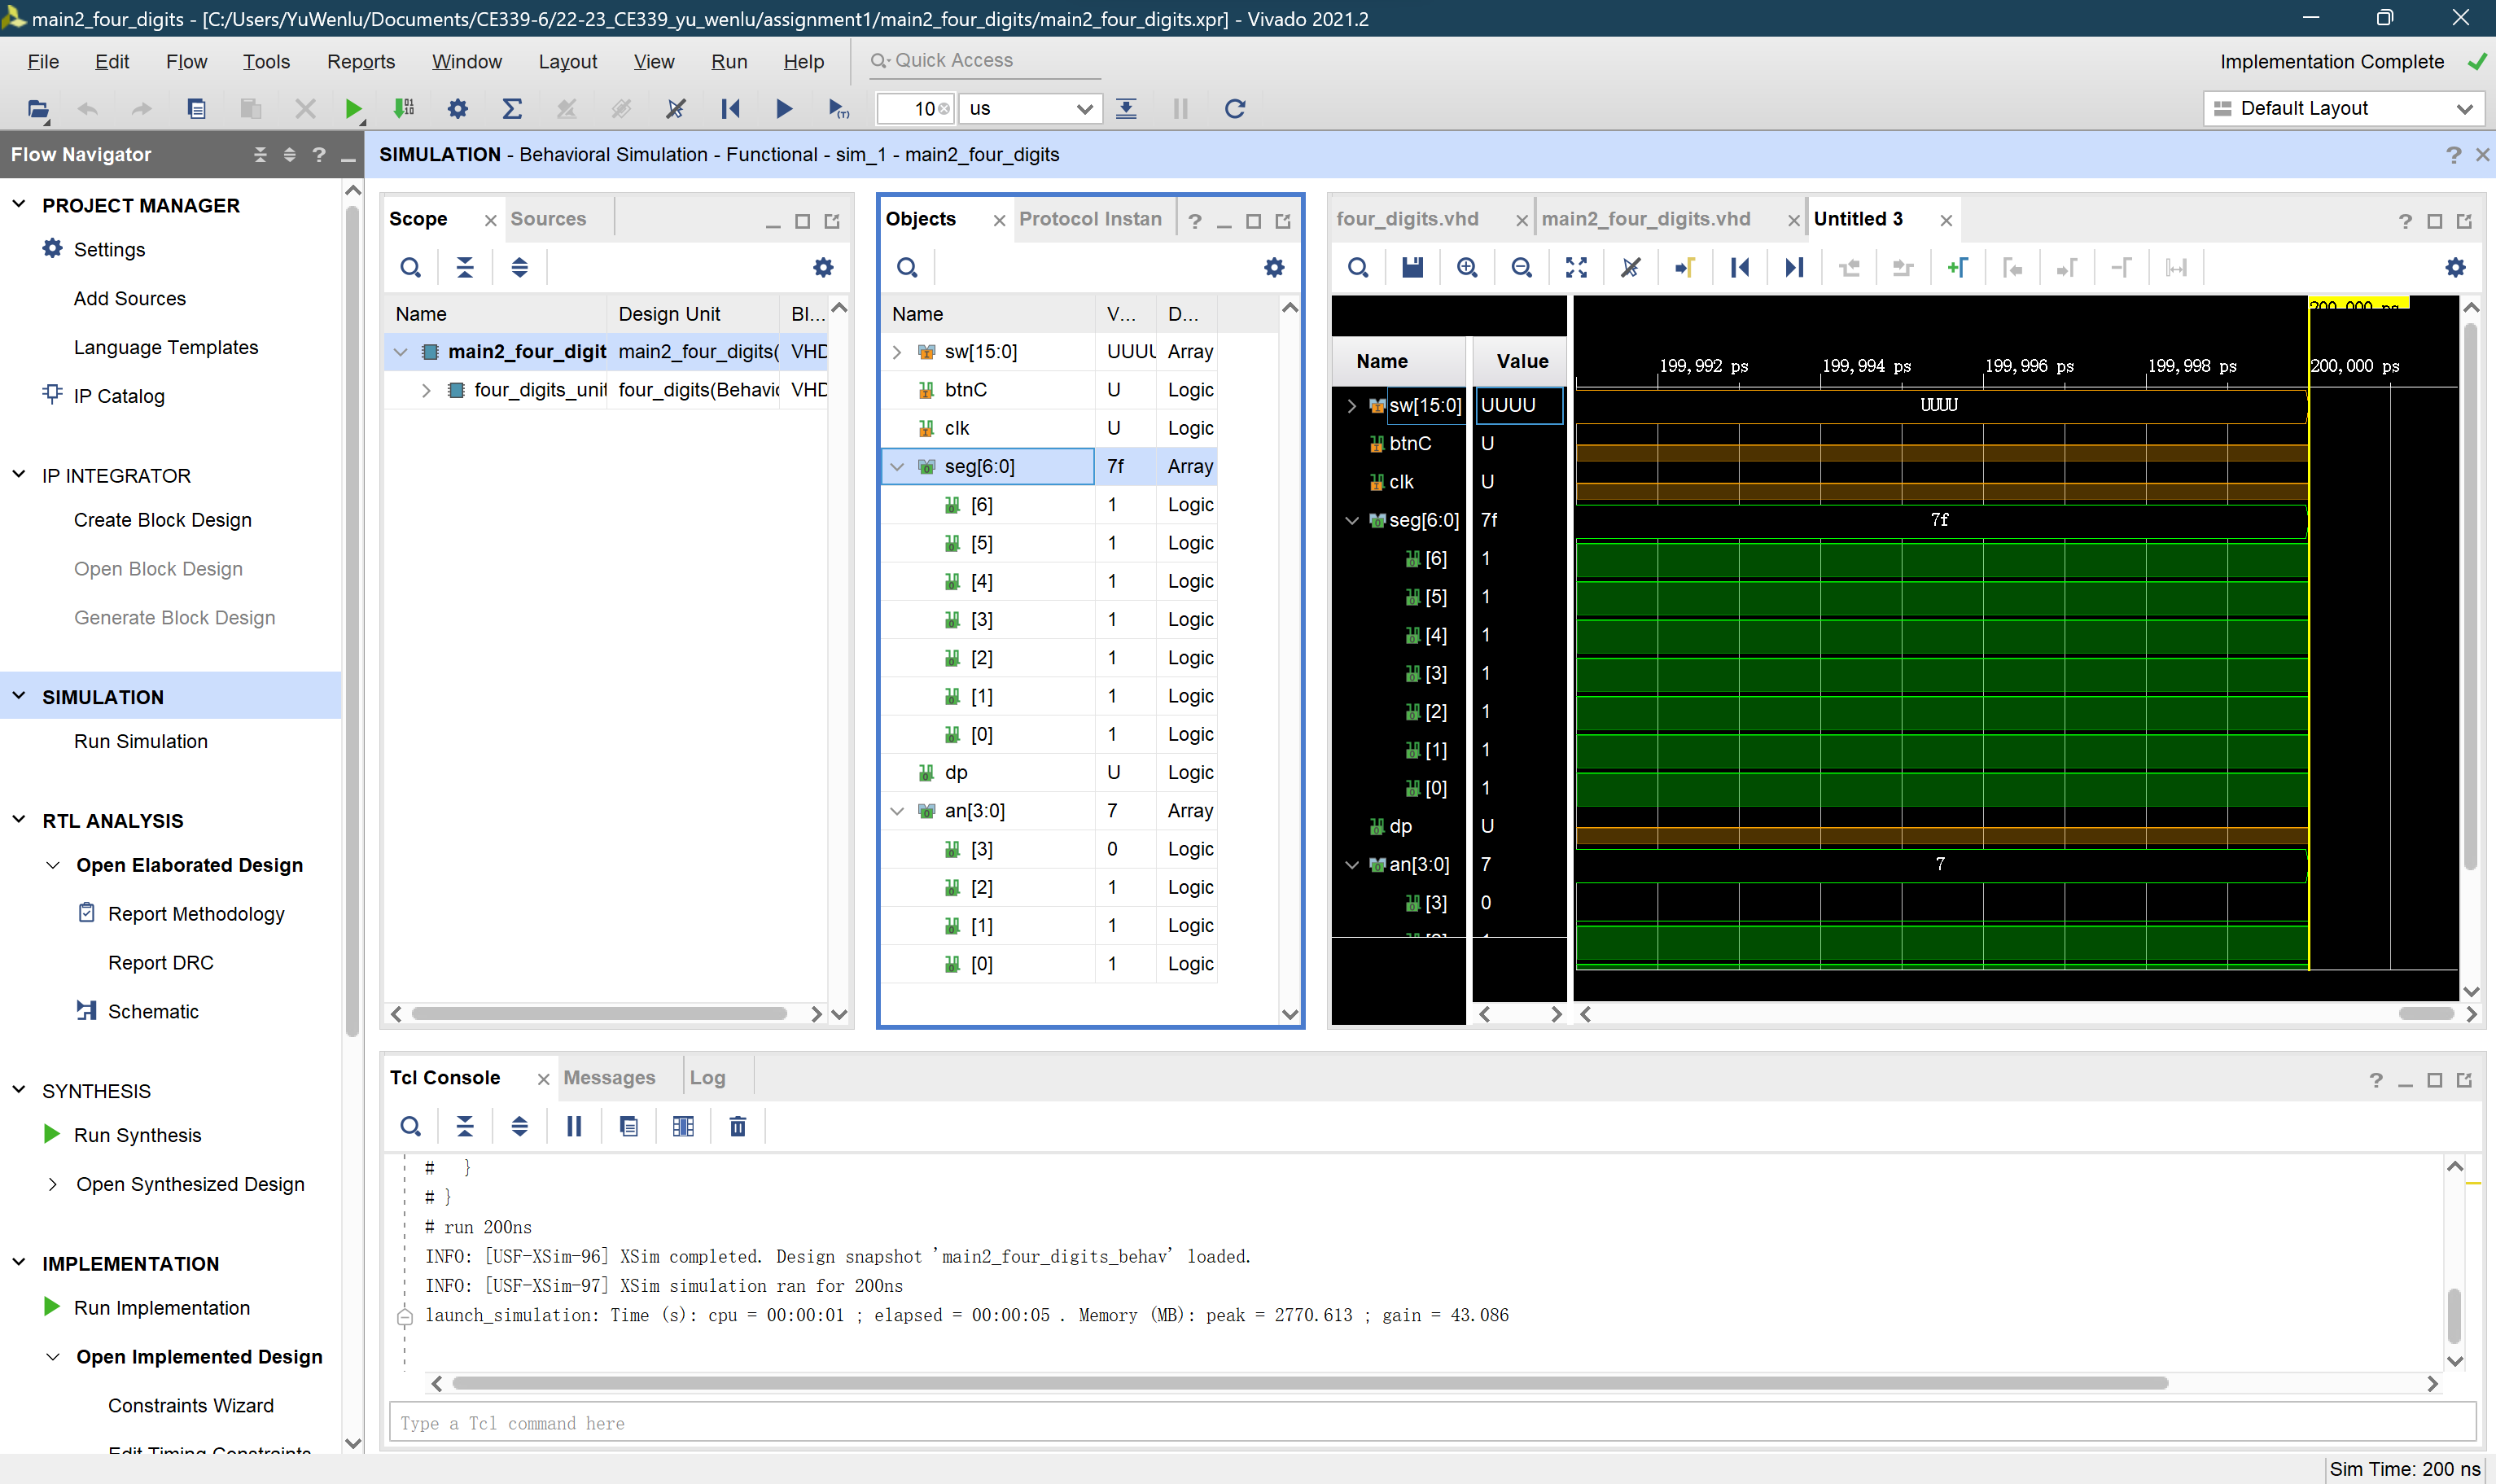 main2_four_digits - [C:/Users/YuWenlu/Documents/CE339-6/22-23_CE339_yu_wenlu/assignment1/main2_four_digits/main2_four_digits.xpr] - Vivado 2021.2
File Edit Flow Tools Reports Window Layout View Run Help Quick Access Implementation Complete
10 us Default Layout
Flow Navigator
SIMULATION - Behavioral Simulation - Functional - sim_1 - main2_four_digits
PROJECT MANAGER
Settings
Add Sources
Language Templates
IP Catalog
IP INTEGRATOR
Create Block Design
Open Block Design
Generate Block Design
SIMULATION
Run Simulation
RTL ANALYSIS
Open Elaborated Design
Report Methodology
Report DRC
Schematic
SYNTHESIS
Run Synthesis
Open Synthesized Design
IMPLEMENTATION
Run Implementation
Open Implemented Design
Constraints Wizard
Edit Timing Constraints
Scope Sources
Name Design Unit Bl...
main2_four_digit main2_four_digits( VHD
four_digits_unit four_digits(Behavio VHD
Objects Protocol Instan
Name V... D...
sw[15:0] UUUU Array
btnC U Logic
clk U Logic
seg[6:0] 7f Array
[6] 1 Logic
[5] 1 Logic
[4] 1 Logic
[3] 1 Logic
[2] 1 Logic
[1] 1 Logic
[0] 1 Logic
dp U Logic
an[3:0] 7 Array
[3] 0 Logic
[2] 1 Logic
[1] 1 Logic
[0] 1 Logic
four_digits.vhd main2_four_digits.vhd Untitled 3
200,000 ps
Name Value 199,992 ps 199,994 ps 199,996 ps 199,998 ps 200,000 ps
sw[15:0] UUUU UUUU
btnC U
clk U
seg[6:0] 7f 7f
[6] 1
[5] 1
[4] 1
[3] 1
[2] 1
[1] 1
[0] 1
dp U
an[3:0] 7 7
[3] 0
Tcl Console Messages Log
# }
# }
# run 200ns
INFO: [USF-XSim-96] XSim completed. Design snapshot 'main2_four_digits_behav' loaded.
INFO: [USF-XSim-97] XSim simulation ran for 200ns
launch_simulation: Time (s): cpu = 00:00:01 ; elapsed = 00:00:05 . Memory (MB): peak = 2770.613 ; gain = 43.086
Type a Tcl command here
Sim Time: 200 ns